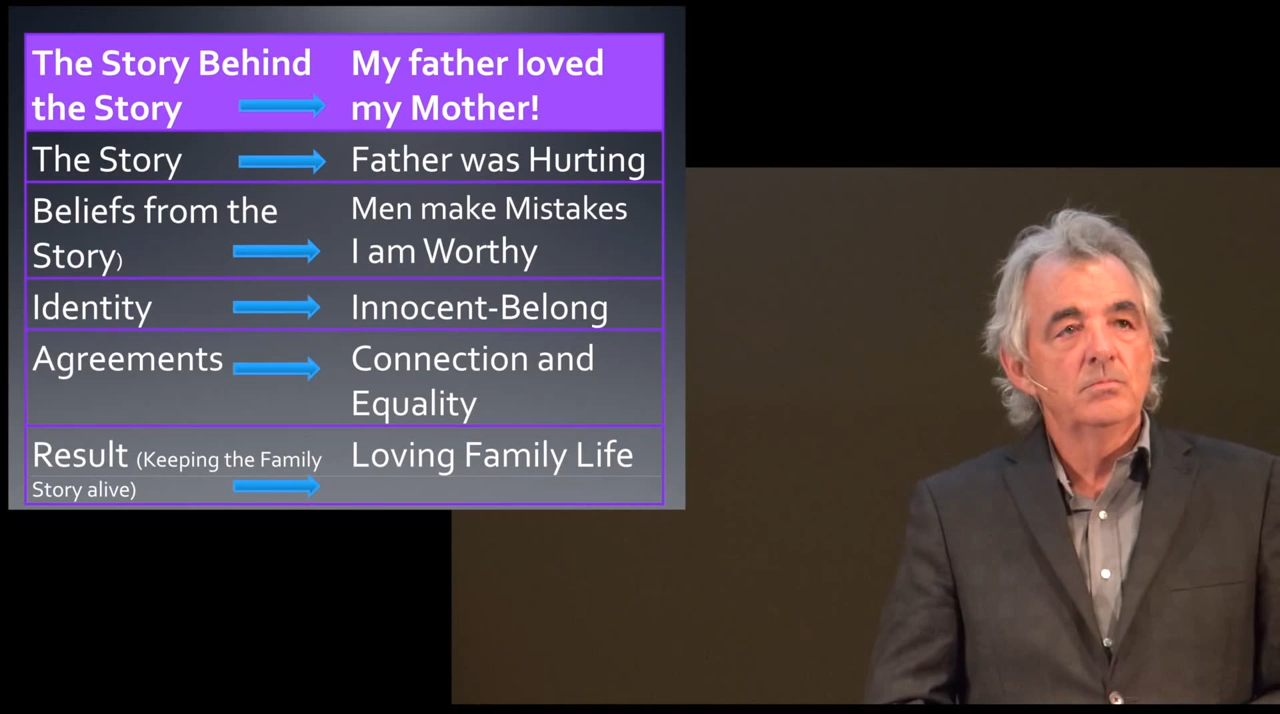 The Story Behind
the Story
My father loved
my Mother!
The Story
Father was Hurting
Beliefs from the
Story)
Men make Mistakes
I am Worthy
Identity
Innocent-Belong
Agreements
Connection and
Equality
Result (Keeping the Family
Story alive)
Loving Family Life